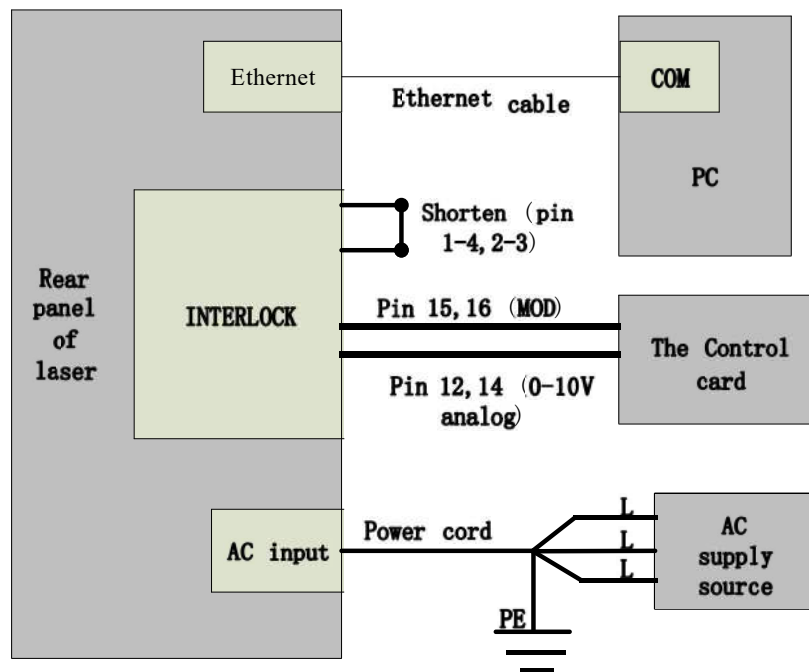 Ethernet
COM
Ethernet cable
PC
Shorten (pin
1-4, 2-3)
Rear
panel
of
laser
INTERLOCK
Pin 15, 16 (MOD)
The Control
card
Pin 12, 14 (0-10V
analog)
AC input
Power cord
L
L
L
AC
supply
source
PE